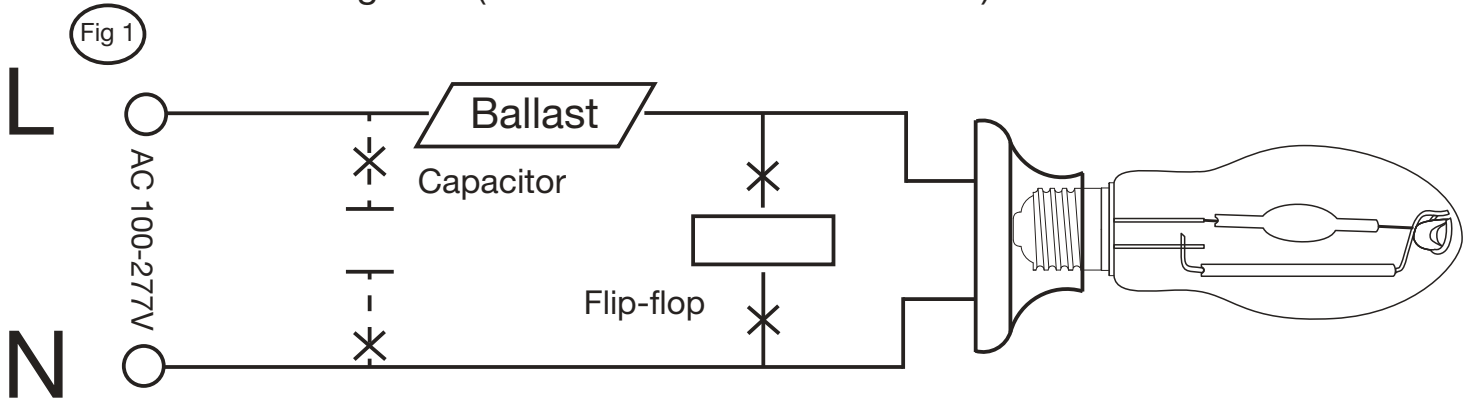 Fig 1
L
Ballast
Capacitor
AC 100-277V
Flip-flop
N